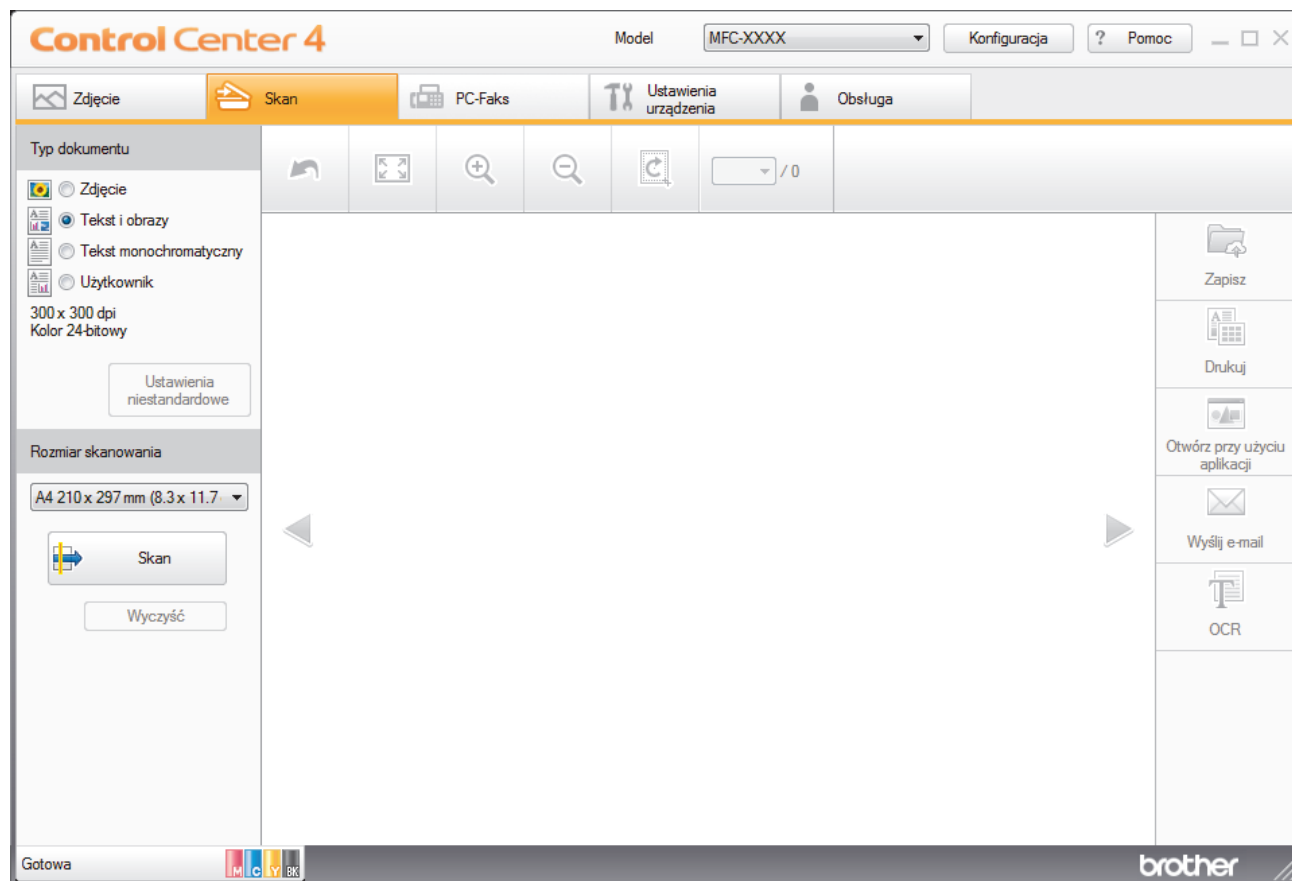 Control Center 4
Model
MFC-XXXX
Konfiguracja
? Pomoc
Zdjęcie
Skan
PC-Faks
Ustawienia
urządzenia
Obsługa
Typ dokumentu
Zdjęcie
Tekst i obrazy
Tekst monochromatyczny
Użytkownik
300 x 300 dpi
Kolor 24-bitowy
Ustawienia
niestandardowe
Rozmiar skanowania
A4 210 x 297 mm (8.3 x 11.7
Skan
Wyczyść
/ 0
Zapisz
Drukuj
Otwórz przy użyciu
aplikacji
Wyślij e-mail
OCR
Gotowa
M C Y BK
brother